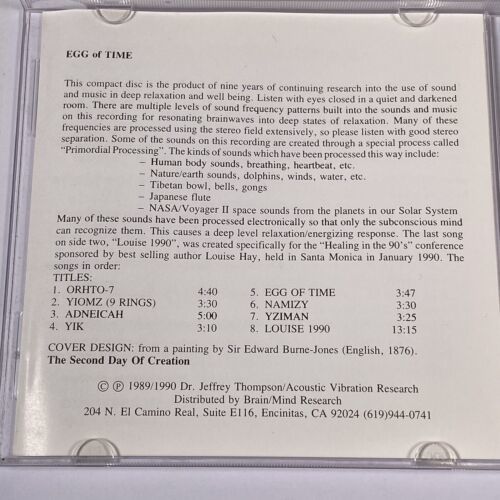 EGG of TIME
This compact disc is the product of nine years of continuing research into the use of sound
and music in deep relaxation and well being. Listen with eyes closed in a quiet and darkened
room. There are multiple levels of sound frequency patterns built into the sounds and music
on this recording for resonating brainwaves into deep states of relaxation. Many of these
frequencies are processed using the stereo field extensively, so please listen with good stereo
separation. Some of the sounds on this recording are created through a special process called
“Primordial Processing”. The kinds of sounds which have been processed this way include:
– Human body sounds, breathing, heartbeat, etc.
– Nature/earth sounds, dolphins, winds, water, etc.
– Tibetan bowl, bells, gongs
– Japanese flute
– NASA/Voyager II space sounds from the planets in our Solar System
Many of these sounds have been processed electronically so that only the subconscious mind
can recognize them. This causes a deep level relaxation/energizing response. The last song
on side two, “Louise 1990”, was created specifically for the “Healing in the 90’s” conference
sponsored by best selling author Louise Hay, held in Santa Monica in January 1990. The
songs in order:
TITLES:
1. ORHTO-7 4:40 5. EGG OF TIME 3:47
2. YIOMZ (9 RINGS) 3:30 6. NAMIZY 3:30
3. ADNEICAH 5:00 7. YZIMAN 3:25
4. YIK 3:10 8. LOUISE 1990 13:15
COVER DESIGN: from a painting by Sir Edward Burne-Jones (English, 1876).
The Second Day Of Creation
© ℗ 1989/1990 Dr. Jeffrey Thompson/Acoustic Vibration Research
Distributed by Brain/Mind Research
204 N. El Camino Real, Suite E116, Encinitas, CA 92024 (619)944-0741